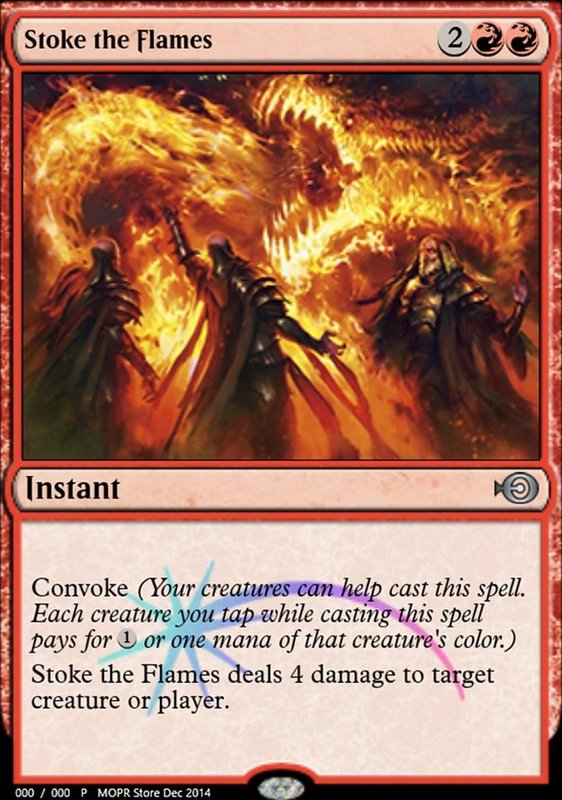 Stoke the Flames 2
Instant
Convoke (Your creatures can help cast this spell.
Each creature you tap while casting this spell
pays for 1 or one mana of that creature's color.)
Stoke the Flames deals 4 damage to target
creature or player.
000 / 000 P MOPR Store Dec 2014